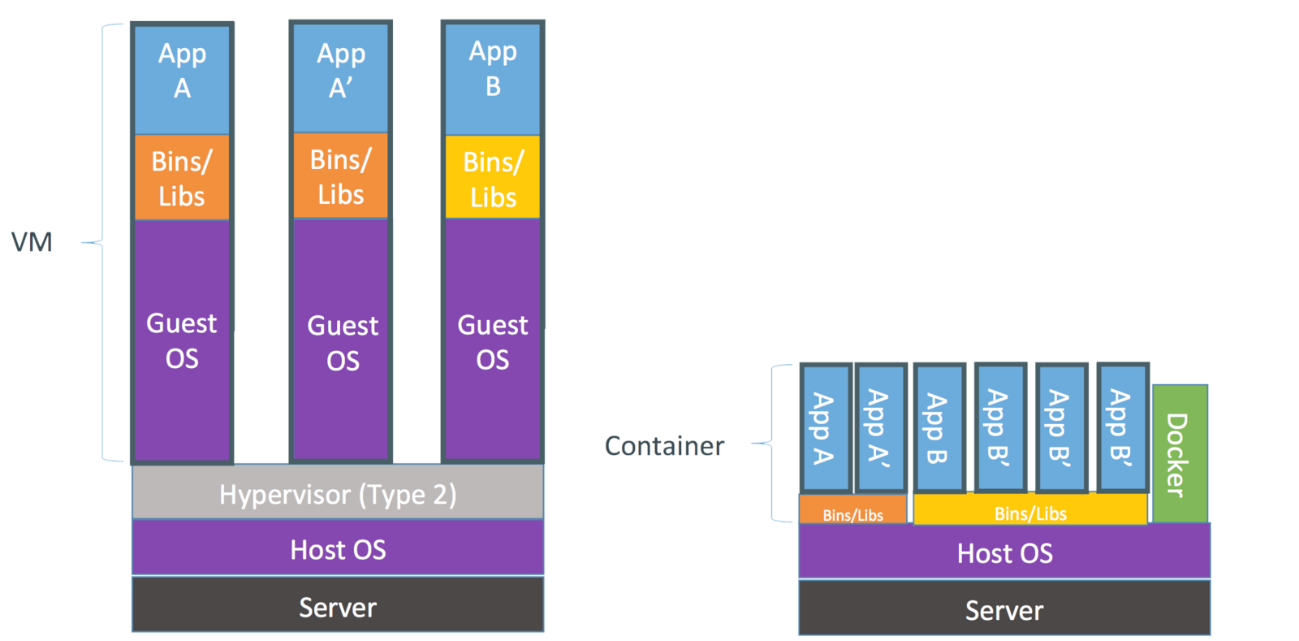 App
A
App
A’
App
B
Bins/
Libs
Bins/
Libs
Bins/
Libs
VM
Guest
OS
Guest
OS
Guest
OS
Hypervisor (Type 2)
Host OS
Server
Container
App A
App A’
App B
App B’
App B’
App B’
Docker
Bins/Libs
Bins/Libs
Host OS
Server